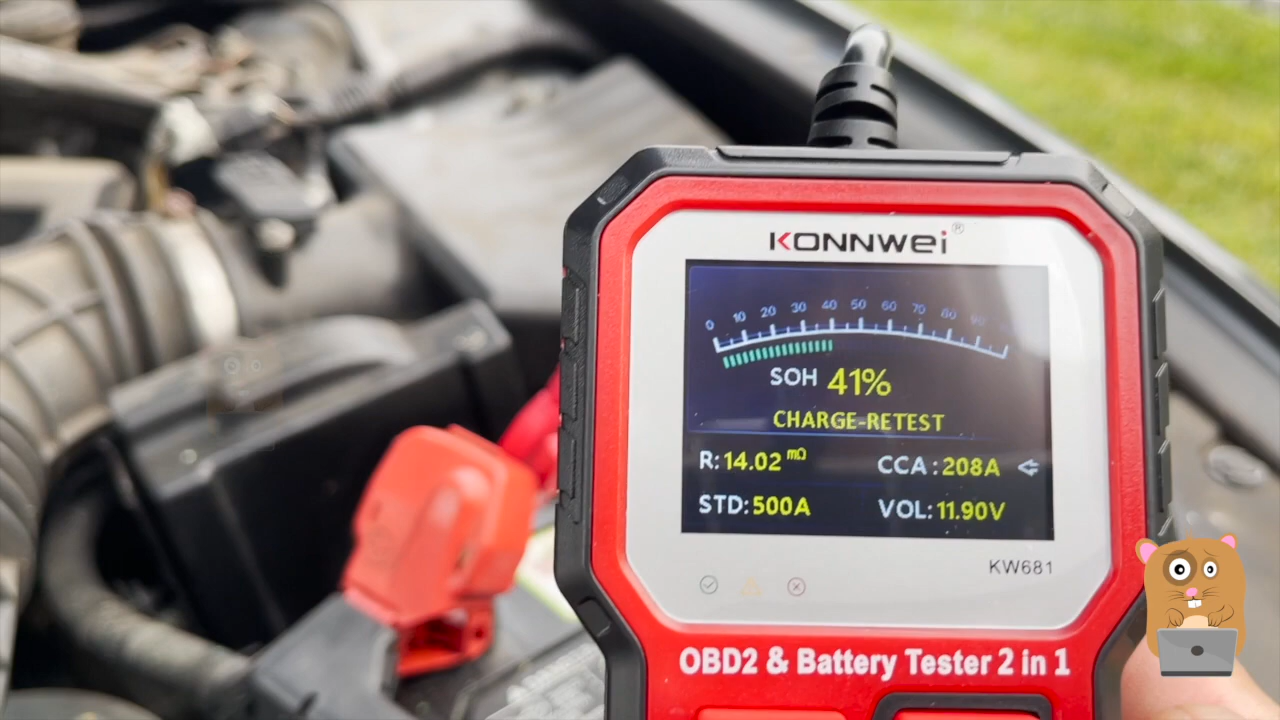 KONNWEI®
0 10 20 30 40 50 60 70 80 90
SOH 41%
CHARGE-RETEST
R: 14.02 mΩ CCA: 208A
STD: 500A VOL: 11.90V
KW681
OBD2 & Battery Tester 2 in 1